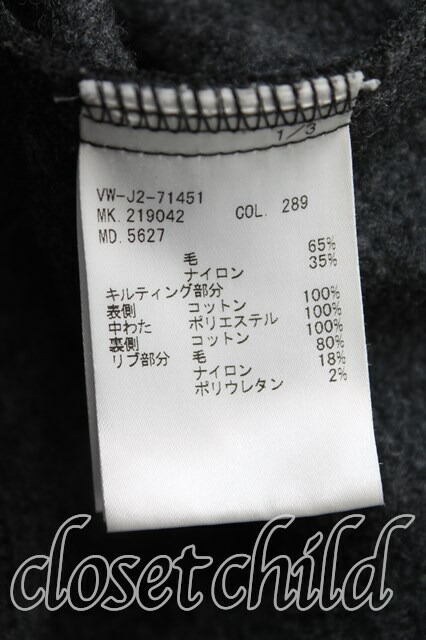 1/3
VW-J2-71451
MK. 219042 COL. 289
MD. 5627
毛 65%
ナイロン 35%
キルティング部分
表側 コットン 100%
中わた ポリエステル 100%
裏側 コットン 100%
リブ部分 毛 80%
ナイロン 18%
ポリウレタン 2%
closet child